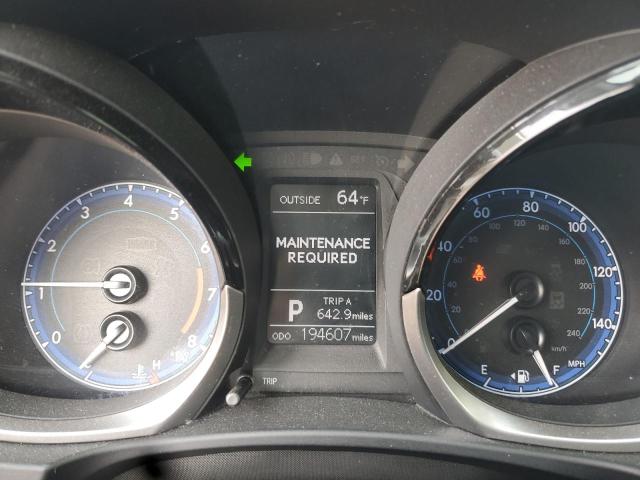 OUTSIDE 64°F
MAINTENANCE
REQUIRED
P
TRIP A
642.9 miles
ODO 194607 miles
TRIP
0 1 2 3 4 5 6 7 8
H
0 20 40 60 80 100 120 140
MPH
km/h
240
E F